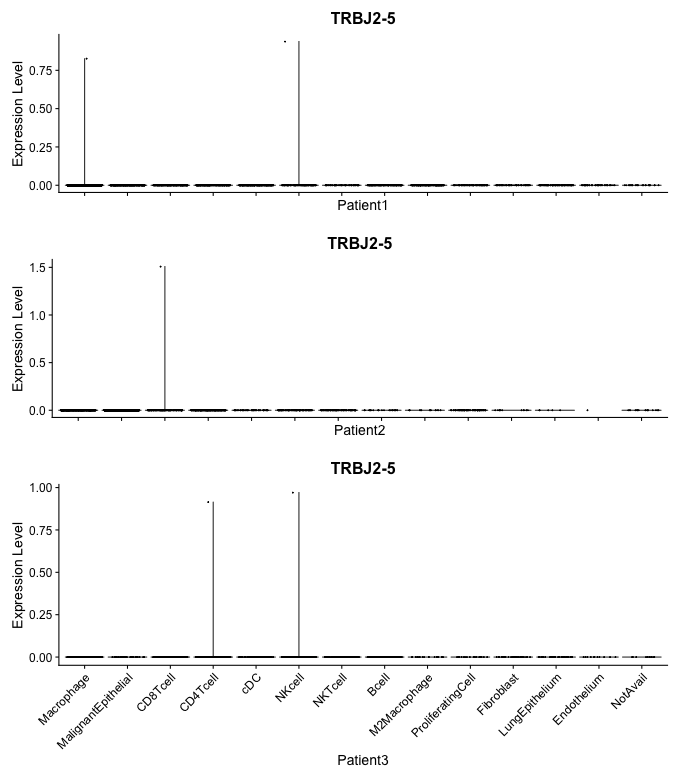 TRBJ2-5
Expression Level
0.75
0.50
0.25
0.00
Patient1
TRBJ2-5
Expression Level
1.5
1.0
0.5
0.0
Patient2
TRBJ2-5
Expression Level
1.00
0.75
0.50
0.25
0.00
Macrophage
MalignantEpithelial
CD8Tcell
CD4Tcell
cDC
NKcell
NKTcell
Bcell
M2Macrophage
ProliferatingCell
Fibroblast
LungEpithelium
Endothelium
NotAvail
Patient3